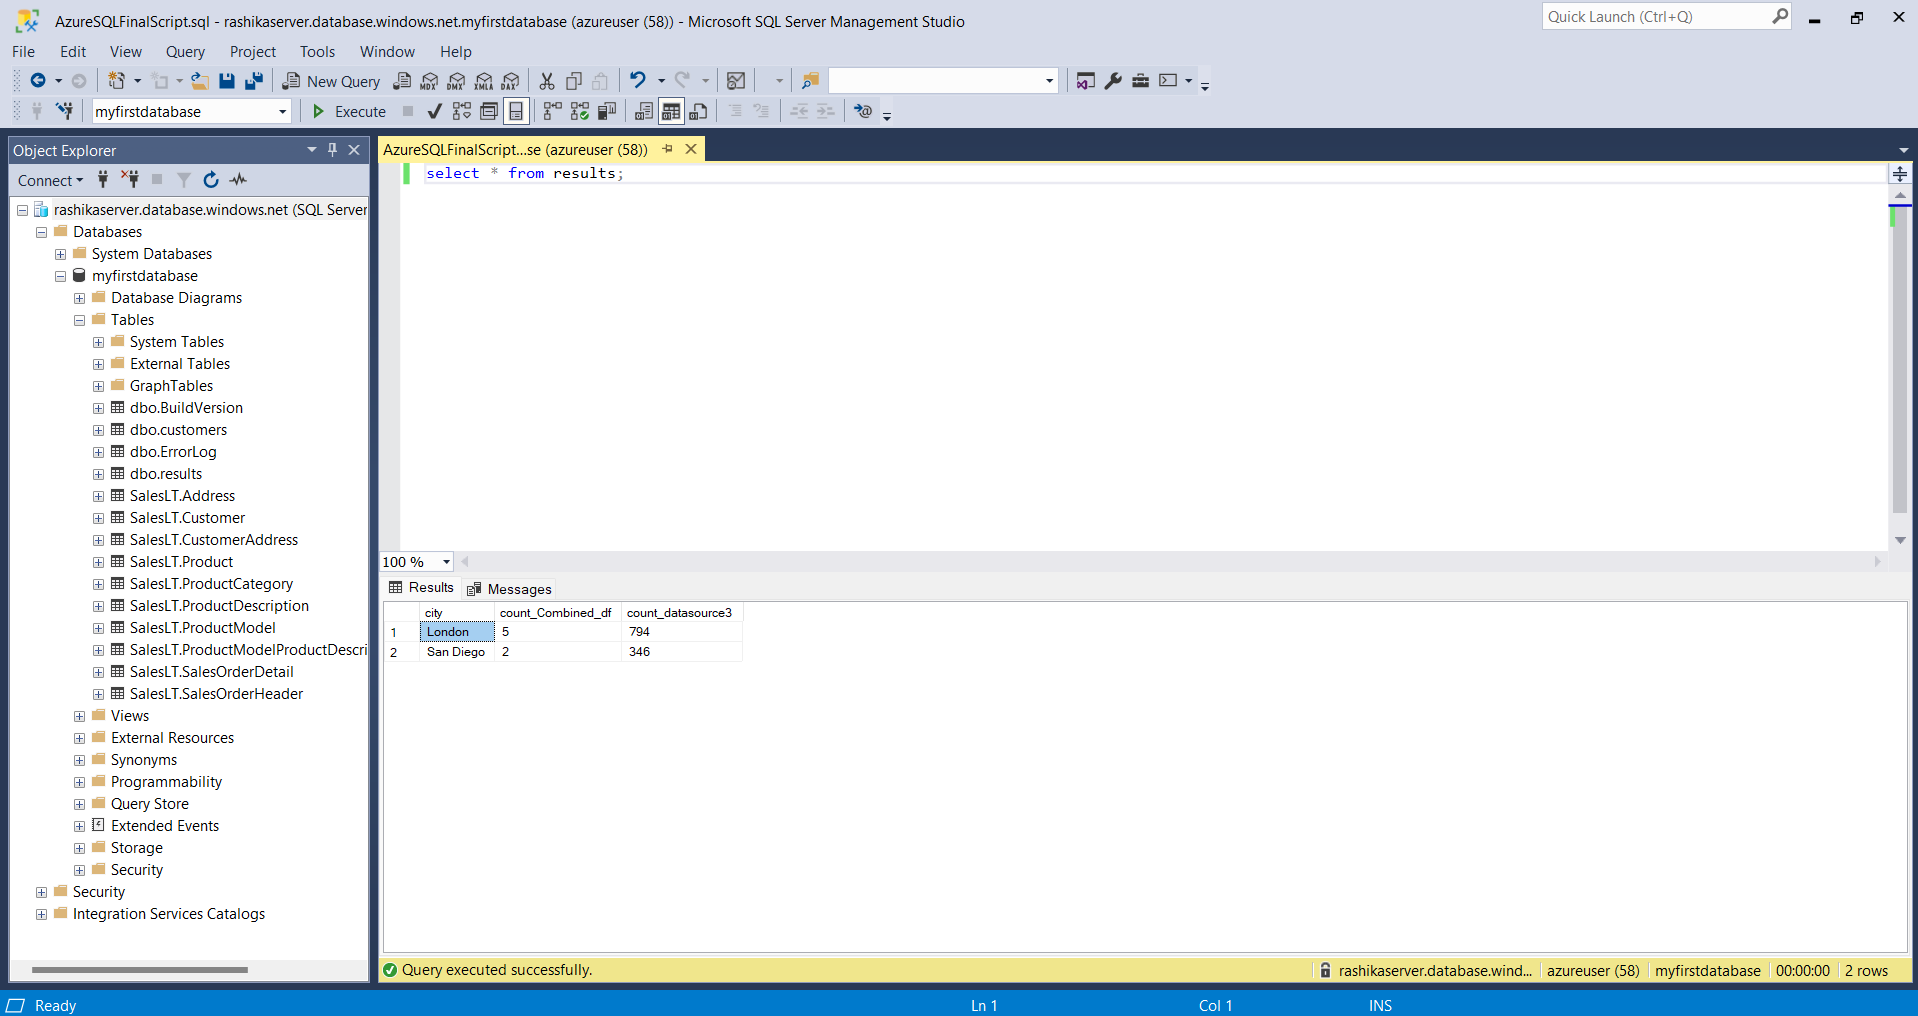 AzureSQLFinalScript.sql - rashikaserver.database.windows.net.myfirstdatabase (azureuser (58)) - Microsoft SQL Server Management Studio
Quick Launch (Ctrl+Q)
File Edit View Query Project Tools Window Help
New Query MDX DMX XMLA DAX
myfirstdatabase Execute
Object Explorer
AzureSQLFinalScript...se (azureuser (58))
Connect
select * from results;
rashikaserver.database.windows.net (SQL Server
Databases
System Databases
myfirstdatabase
Database Diagrams
Tables
System Tables
External Tables
GraphTables
dbo.BuildVersion
dbo.customers
dbo.ErrorLog
dbo.results
SalesLT.Address
SalesLT.Customer
SalesLT.CustomerAddress
SalesLT.Product
SalesLT.ProductCategory
SalesLT.ProductDescription
SalesLT.ProductModel
SalesLT.ProductModelProductDescri
SalesLT.SalesOrderDetail
SalesLT.SalesOrderHeader
Views
External Resources
Synonyms
Programmability
Query Store
Extended Events
Storage
Security
Security
Integration Services Catalogs
100 %
Results Messages
city count_Combined_df count_datasource3
1 London 5 794
2 San Diego 2 346
Query executed successfully. rashikaserver.database.wind... azureuser (58) myfirstdatabase 00:00:00 2 rows
Ready Ln 1 Col 1 INS